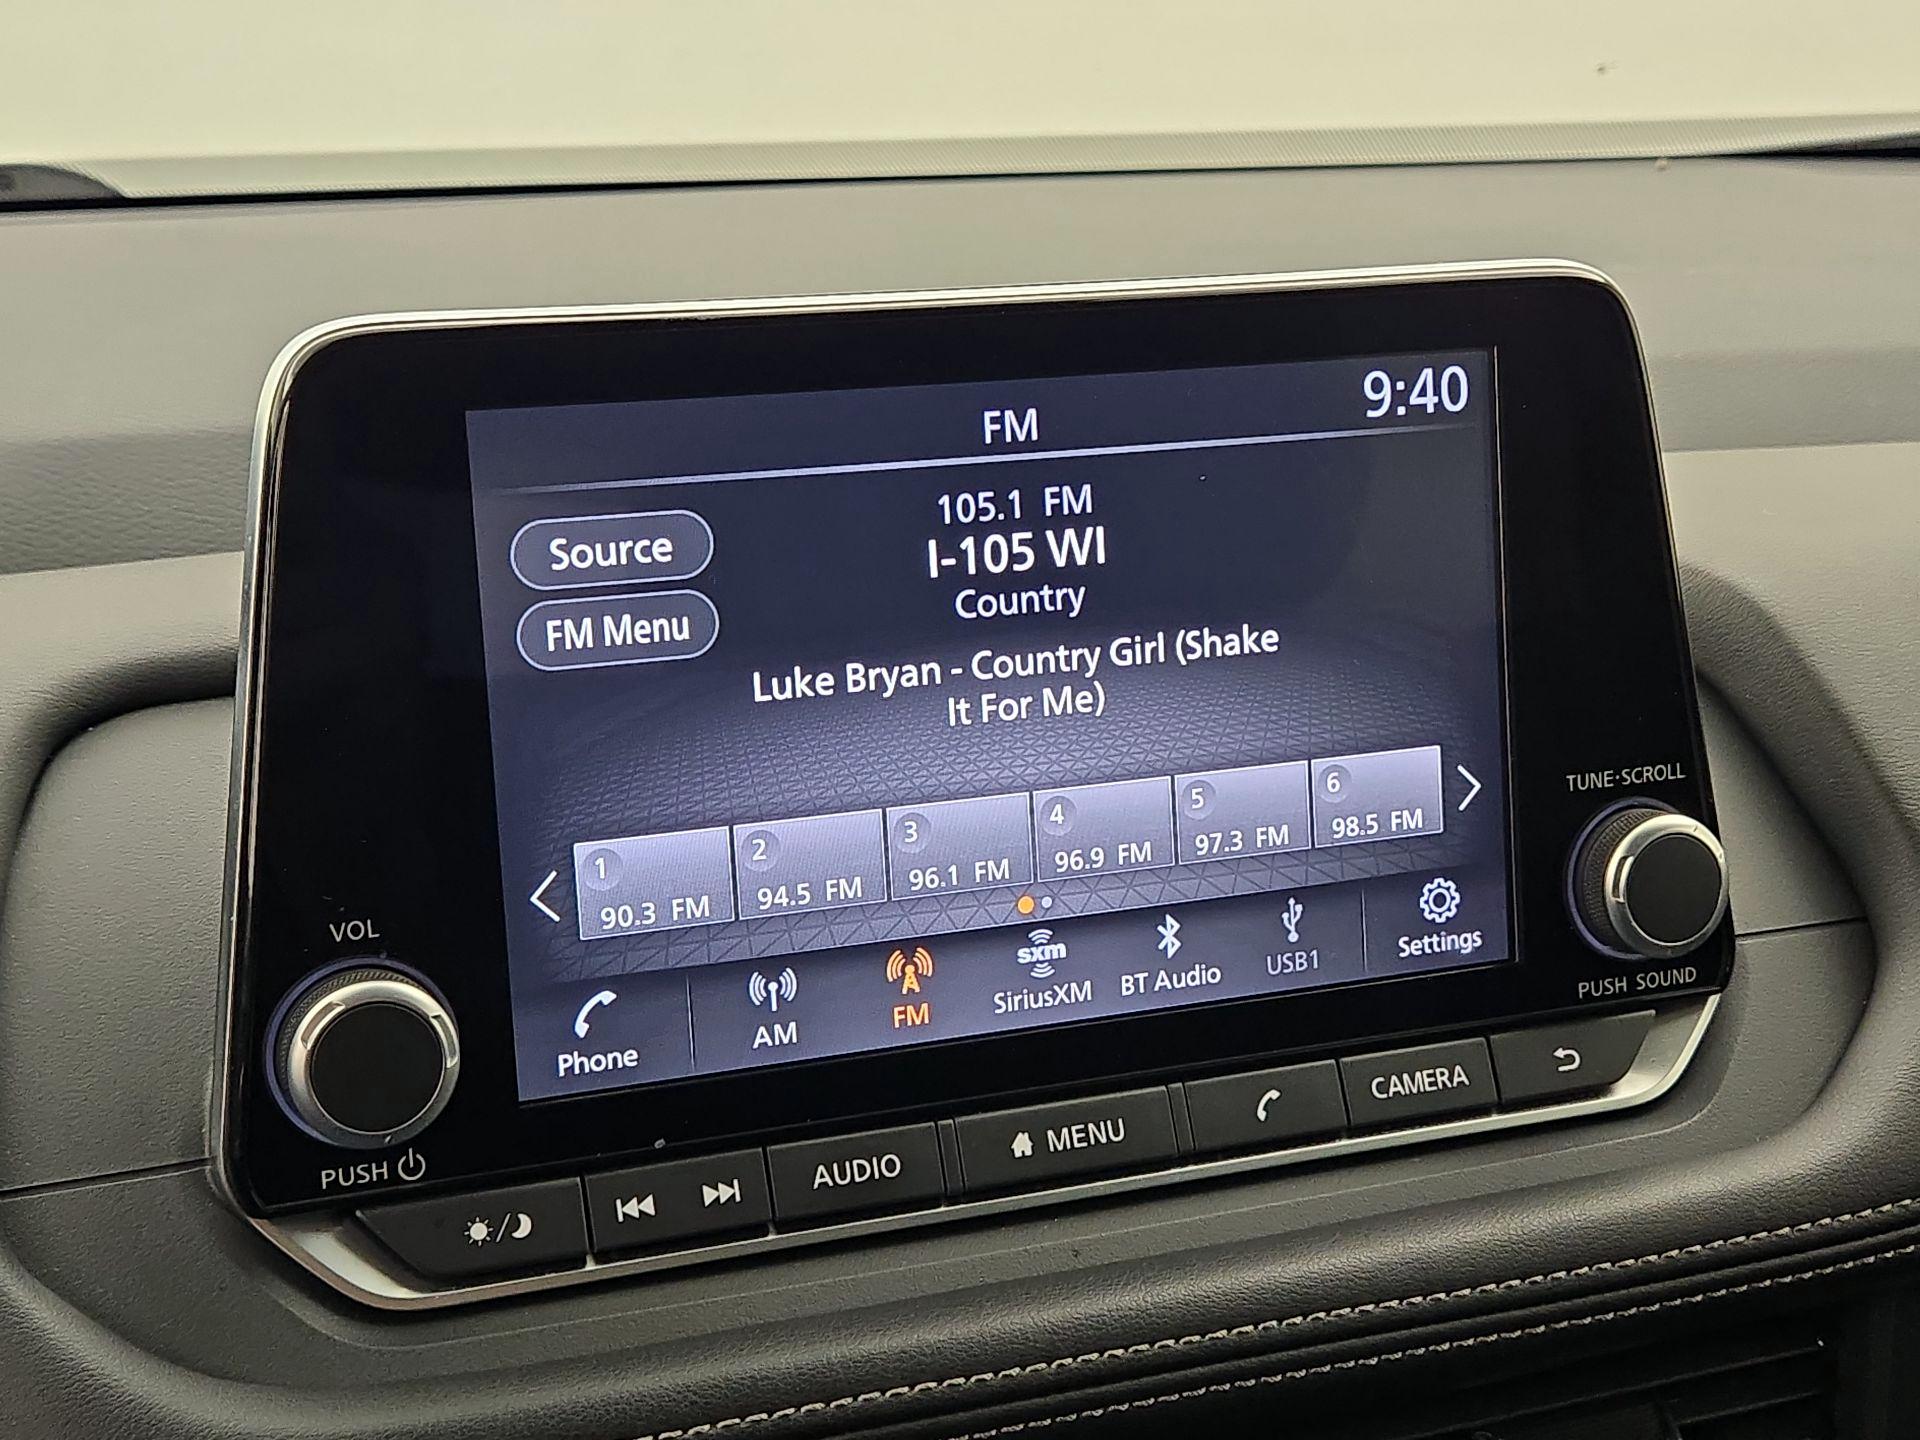 FM
9:40
105.1 FM
I-105 WI
Country
Source
FM Menu
Luke Bryan - Country Girl (Shake
It For Me)
1
90.3 FM
2
94.5 FM
3
96.1 FM
4
96.9 FM
5
97.3 FM
6
98.5 FM
Phone
AM
FM
sxm
SiriusXM
BT Audio
USB1
Settings
VOL
PUSH
TUNE·SCROLL
PUSH SOUND
AUDIO
MENU
CAMERA